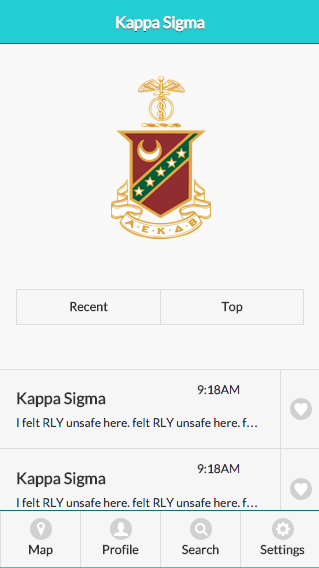 Kappa Sigma
Α·Ε·Κ·Δ·Β
Recent
Top
9:18AM
Kappa Sigma
I felt RLY unsafe here. felt RLY unsafe here. f...
9:18AM
Kappa Sigma
I felt RLY unsafe here. felt RLY unsafe here. f...
Map
Profile
Search
Settings